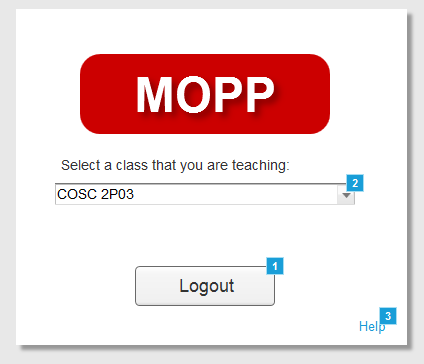 MOPP
Select a class that you are teaching:
2
COSC 2P03
1
Logout
3
Help